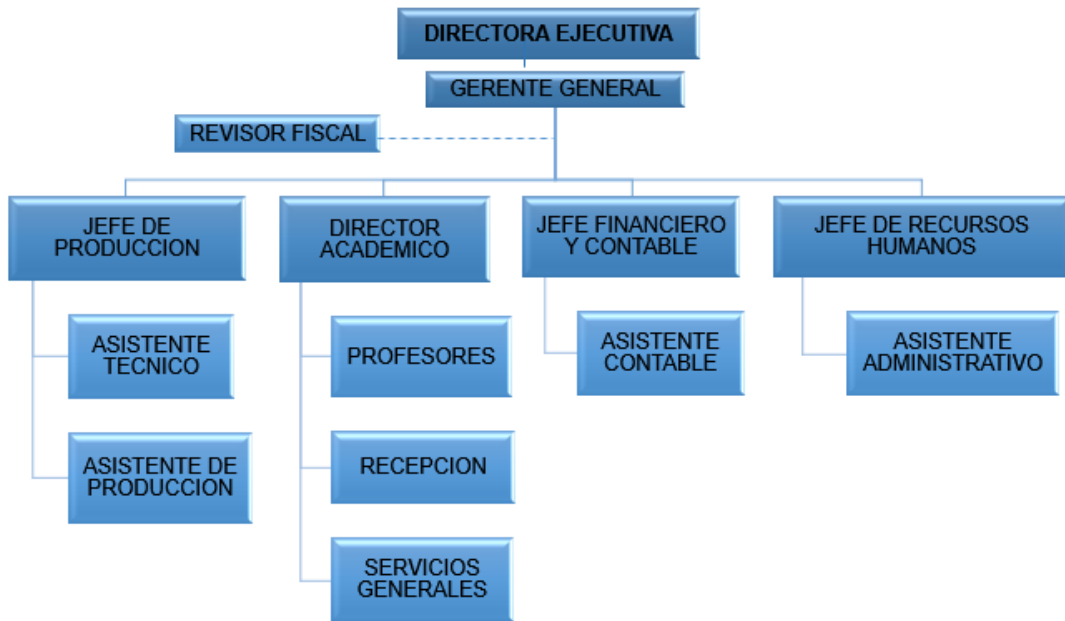 DIRECTORA EJECUTIVA
GERENTE GENERAL
REVISOR FISCAL
JEFE DE
PRODUCCION
DIRECTOR
ACADEMICO
JEFE FINANCIERO
Y CONTABLE
JEFE DE RECURSOS
HUMANOS
ASISTENTE
TECNICO
PROFESORES
ASISTENTE
CONTABLE
ASISTENTE
ADMINISTRATIVO
ASISTENTE DE
PRODUCCION
RECEPCION
SERVICIOS
GENERALES